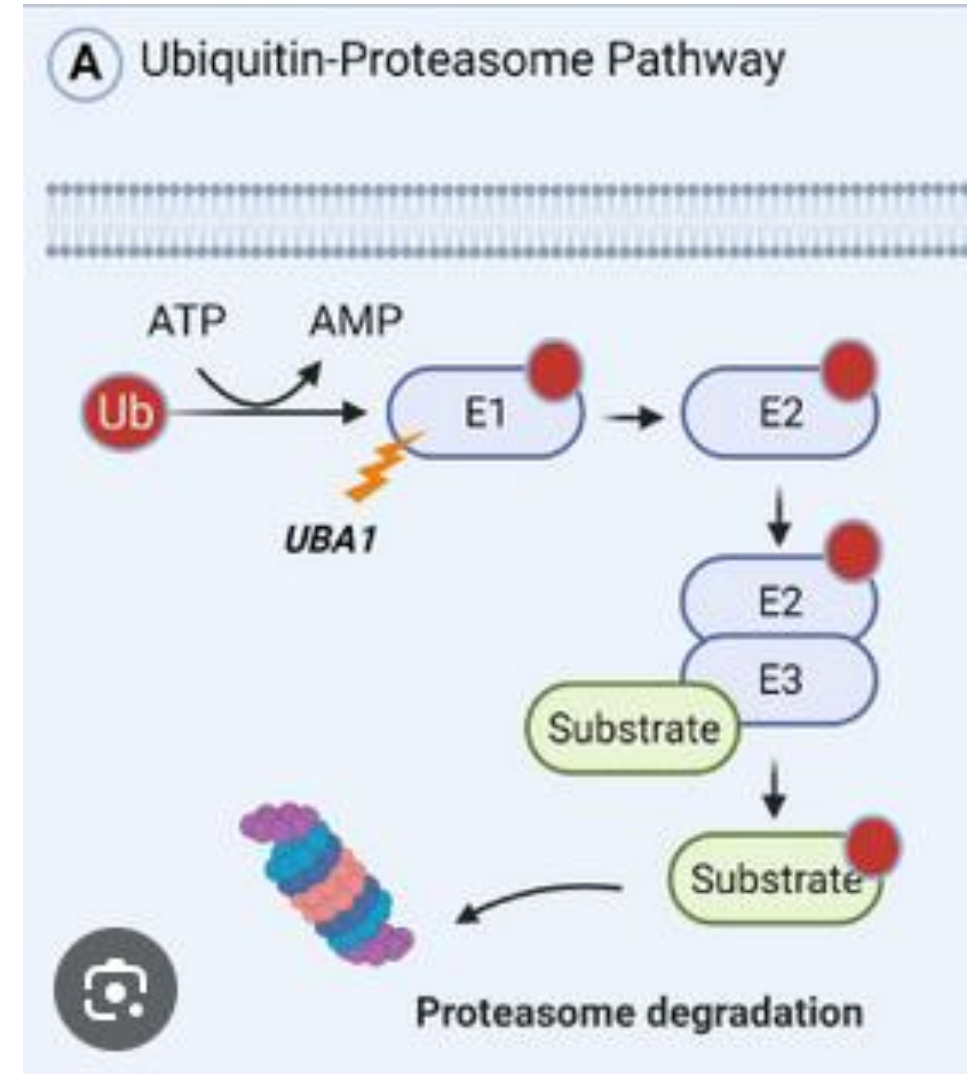 A Ubiquitin-Proteasome Pathway
ATP AMP
Ub E1 E2
UBA1
E2
E3
Substrate
Substrate
Proteasome degradation